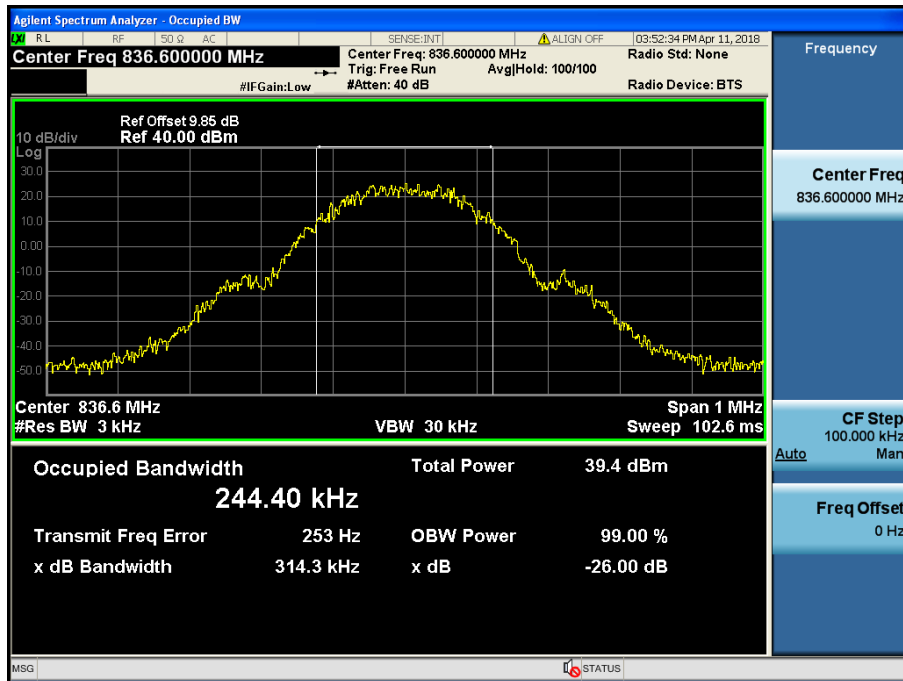 Agilent Spectrum Analyzer - Occupied BW
LXI RL RF 50 Ω AC SENSE:INT ALIGN OFF 03:52:34 PM Apr 11, 2018
Center Freq 836.600000 MHz
Center Freq: 836.600000 MHz
Radio Std: None
Trig: Free Run Avg|Hold: 100/100
#IFGain:Low
#Atten: 40 dB
Radio Device: BTS
Ref Offset 9.85 dB
10 dB/div Ref 40.00 dBm
Log
30.0
20.0
10.0
0.00
-10.0
-20.0
-30.0
-40.0
-50.0
Center 836.6 MHz Span 1 MHz
#Res BW 3 kHz VBW 30 kHz Sweep 102.6 ms
Occupied Bandwidth Total Power 39.4 dBm
244.40 kHz
Transmit Freq Error 253 Hz OBW Power 99.00 %
x dB Bandwidth 314.3 kHz x dB -26.00 dB
MSG STATUS
Frequency
Center Freq
836.600000 MHz
CF Step
100.000 kHz
Auto Man
Freq Offset
0 Hz